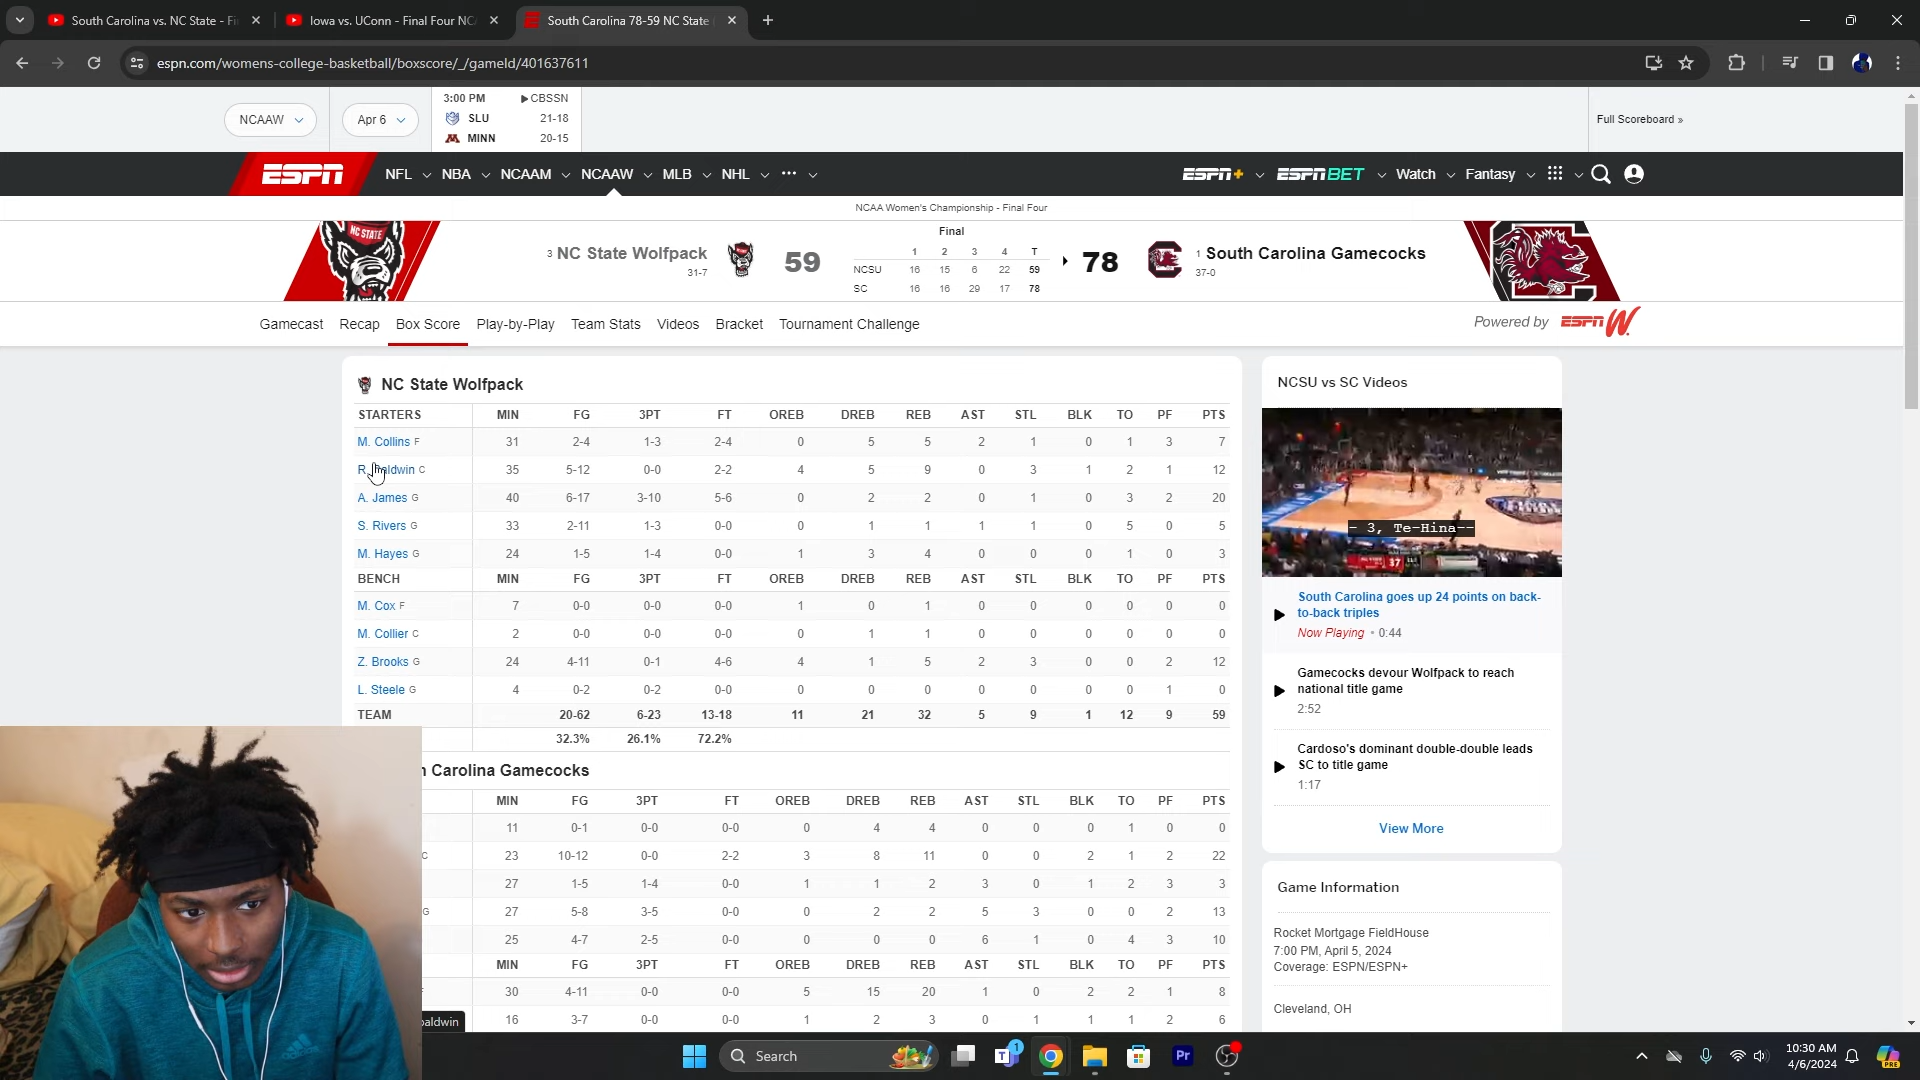 South Carolina vs. NC State - Fi
Iowa vs. UConn - Final Four NC
South Carolina 78-59 NC State
espn.com/womens-college-basketball/boxscore/_/gameId/401637611
NCAAW
Apr 6
3:00 PM CBSSN
SLU 21-18
MINN 20-15
Full Scoreboard »
ESPN NFL NBA NCAAM NCAAW MLB NHL ESPN+ ESPN BET Watch Fantasy
NCAA Women's Championship - Final Four
NC STATE
3 NC State Wolfpack
31-7
59
Final
1 2 3 4 T
NCSU 16 15 6 22 59
SC 16 16 29 17 78
78
1 South Carolina Gamecocks
37-0
Gamecast Recap Box Score Play-by-Play Team Stats Videos Bracket Tournament Challenge
Powered by ESPN W
NC State Wolfpack
STARTERS MIN FG 3PT FT OREB DREB REB AST STL BLK TO PF PTS
M. Collins F 31 2-4 1-3 2-4 0 5 5 2 1 0 1 3 7
R. Baldwin C 35 5-12 0-0 2-2 4 5 9 0 3 1 2 1 12
A. James G 40 6-17 3-10 5-6 0 2 2 0 1 0 3 2 20
S. Rivers G 33 2-11 1-3 0-0 0 1 1 1 1 0 5 0 5
M. Hayes G 24 1-5 1-4 0-0 1 3 4 0 0 0 1 0 3
BENCH MIN FG 3PT FT OREB DREB REB AST STL BLK TO PF PTS
M. Cox F 7 0-0 0-0 0-0 1 0 1 0 0 0 0 0 0
M. Collier C 2 0-0 0-0 0-0 0 1 1 0 0 0 0 0 0
Z. Brooks G 24 4-11 0-1 4-6 4 1 5 2 3 0 0 2 12
L. Steele G 4 0-2 0-2 0-0 0 0 0 0 0 0 0 1 0
TEAM 20-62 6-23 13-18 11 21 32 5 9 1 12 9 59
32.3% 26.1% 72.2%
h Carolina Gamecocks
MIN FG 3PT FT OREB DREB REB AST STL BLK TO PF PTS
11 0-1 0-0 0-0 0 4 4 0 0 0 1 0 0
C 23 10-12 0-0 2-2 3 8 11 0 0 2 1 2 22
27 1-5 1-4 0-0 1 1 2 3 0 1 2 3 3
G 27 5-8 3-5 0-0 0 2 2 5 3 0 0 2 13
25 4-7 2-5 0-0 0 0 0 6 1 0 4 3 10
MIN FG 3PT FT OREB DREB REB AST STL BLK TO PF PTS
30 4-11 0-0 0-0 5 15 20 1 0 2 2 1 8
16 3-7 0-0 0-0 1 2 3 0 1 1 1 2 6
baldwin
NCSU vs SC Videos
- 3, Te-Hina--
37
South Carolina goes up 24 points on back-
to-back triples
Now Playing • 0:44
Gamecocks devour Wolfpack to reach
national title game
2:52
Cardoso's dominant double-double leads
SC to title game
1:17
View More
Game Information
Rocket Mortgage FieldHouse
7:00 PM, April 5, 2024
Coverage: ESPN/ESPN+
Cleveland, OH
adidas
Search
1
Pr
10:30 AM
4/6/2024
PRE